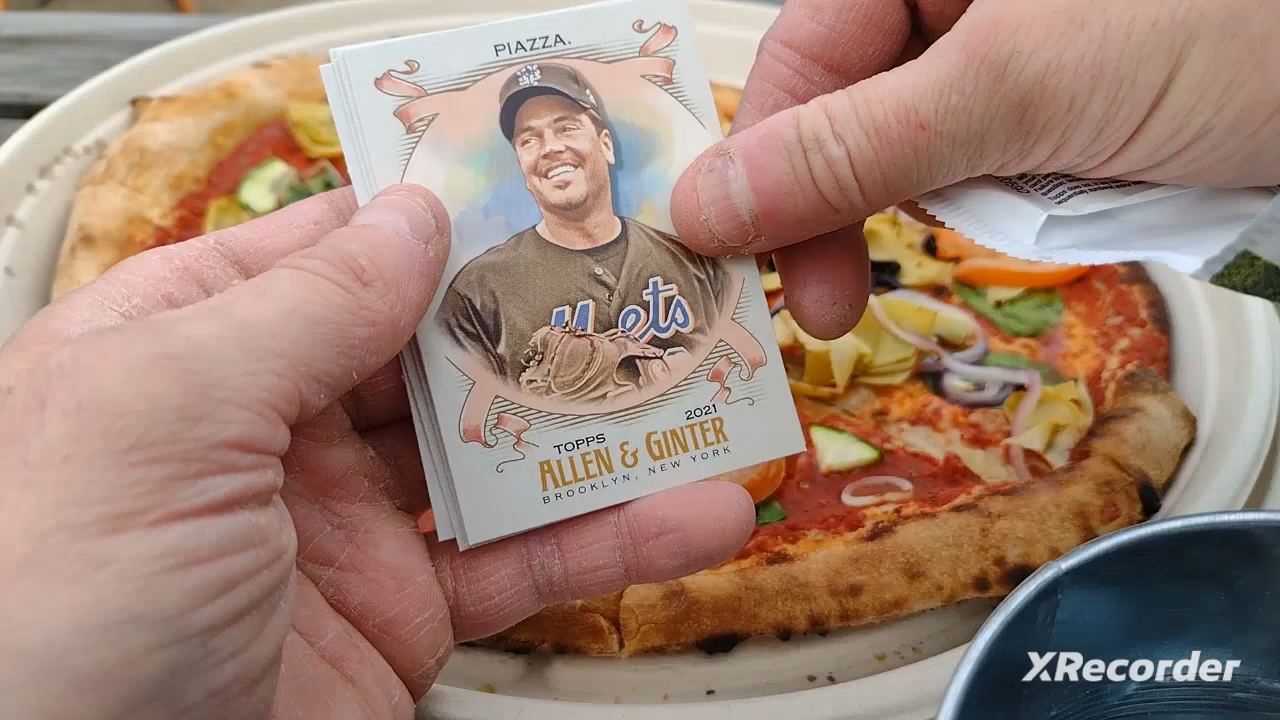 PIAZZA.
Mets
2021
TOPPS
ALLEN & GINTER
BROOKLYN, NEW YORK
XRecorder